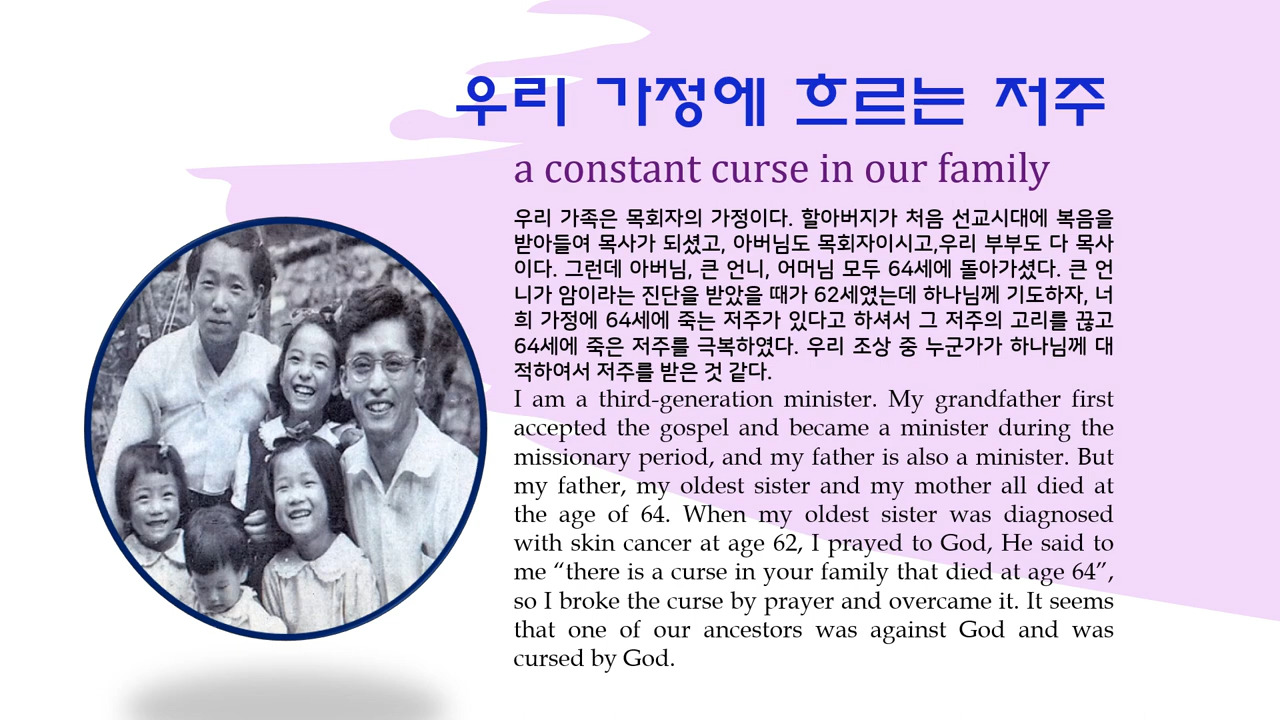 우리 가정에 흐르는 저주
a constant curse in our family
우리 가족은 목회자의 가정이다. 할아버지가 처음 선교시대에 복음을
받아들여 목사가 되셨고, 아버님도 목회자이시고,우리 부부도 다 목사
이다. 그런데 아버님, 큰 언니, 어머님 모두 64세에 돌아가셨다. 큰 언
니가 암이라는 진단을 받았을 때가 62세였는데 하나님께 기도하자, 너
희 가정에 64세에 죽는 저주가 있다고 하셔서 그 저주의 고리를 끊고
64세에 죽은 저주를 극복하였다. 우리 조상 중 누군가가 하나님께 대
적하여서 저주를 받은 것 같다.
I am a third-generation minister. My grandfather first
accepted the gospel and became a minister during the
missionary period, and my father is also a minister. But
my father, my oldest sister and my mother all died at
the age of 64. When my oldest sister was diagnosed
with skin cancer at age 62, I prayed to God, He said to
me “there is a curse in your family that died at age 64”,
so I broke the curse by prayer and overcame it. It seems
that one of our ancestors was against God and was
cursed by God.